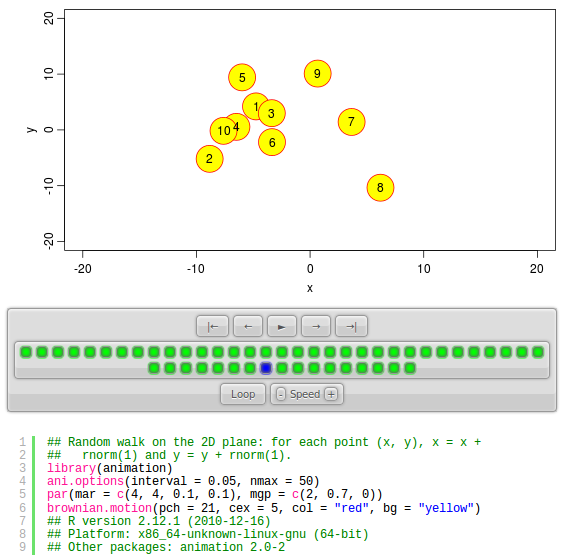 20
10
0
-10
-20
y
5
9
1
3
7
10
4
6
2
8
-20
-10
0
10
20
x
|←
←
►
→
→|
Loop
- Speed +
1 ## Random walk on the 2D plane: for each point (x, y), x = x +
2 ##   rnorm(1) and y = y + rnorm(1).
3 library(animation)
4 ani.options(interval = 0.05, nmax = 50)
5 par(mar = c(4, 4, 0.1, 0.1), mgp = c(2, 0.7, 0))
6 brownian.motion(pch = 21, cex = 5, col = "red", bg = "yellow")
7 ## R version 2.12.1 (2010-12-16)
8 ## Platform: x86_64-unknown-linux-gnu (64-bit)
9 ## Other packages: animation 2.0-2